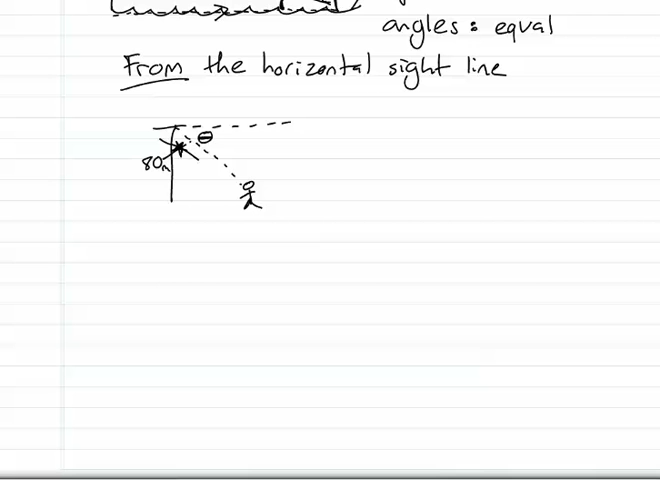 angles : equal
From the horizontal sight line
θ
80m